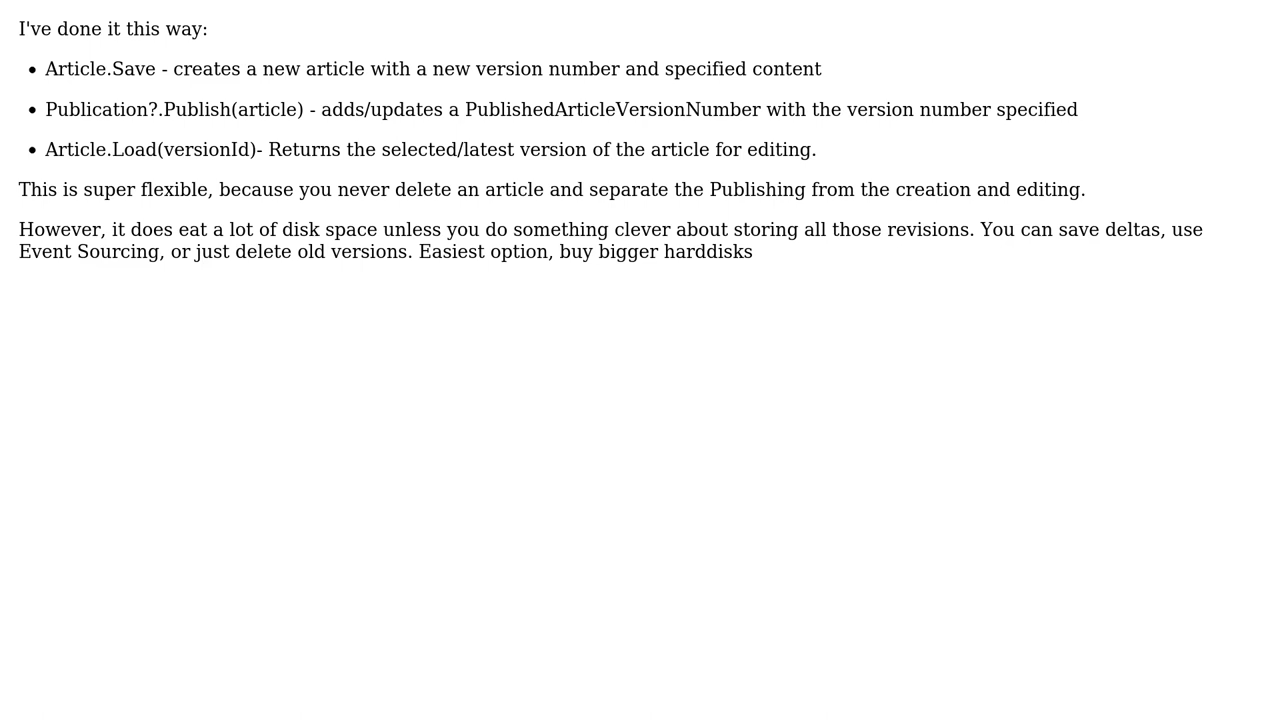 I've done it this way:
• Article.Save - creates a new article with a new version number and specified content
• Publication?.Publish(article) - adds/updates a PublishedArticleVersionNumber with the version number specified
• Article.Load(versionId)- Returns the selected/latest version of the article for editing.
This is super flexible, because you never delete an article and separate the Publishing from the creation and editing.
However, it does eat a lot of disk space unless you do something clever about storing all those revisions. You can save deltas, use
Event Sourcing, or just delete old versions. Easiest option, buy bigger harddisks